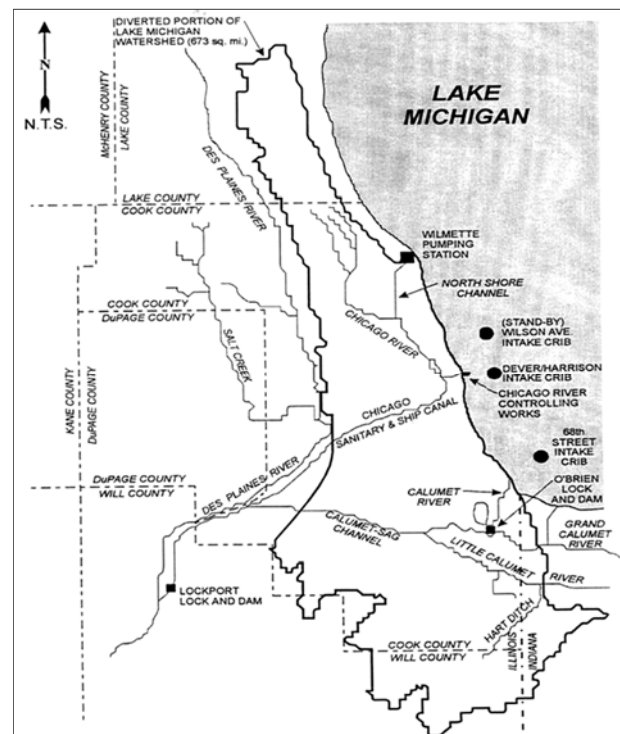 DIVERTED PORTION OF
LAKE MICHIGAN
WATERSHED (673 sq. mi.)
N
N.T.S.
McHENRY COUNTY
LAKE COUNTY
LAKE
MICHIGAN
DES PLAINES RIVER
LAKE COUNTY
COOK COUNTY
WILMETTE
PUMPING
STATION
NORTH SHORE
CHANNEL
COOK COUNTY
DuPAGE COUNTY
SALT CREEK
CHICAGO RIVER
(STAND-BY)
WILSON AVE.
INTAKE CRIB
DEVER/HARRISON
INTAKE CRIB
CHICAGO RIVER
CONTROLLING
WORKS
KANE COUNTY
DuPAGE COUNTY
CHICAGO
SANITARY & SHIP CANAL
68th
STREET
INTAKE
CRIB
DuPAGE COUNTY
WILL COUNTY
DES PLAINES RIVER
CALUMET
RIVER
O'BRIEN
LOCK
AND DAM
CALUMET-SAG
CHANNEL
GRAND
CALUMET
RIVER
LITTLE CALUMET RIVER
LOCKPORT
LOCK AND DAM
HART DITCH
COOK COUNTY
WILL COUNTY
ILLINOIS
INDIANA